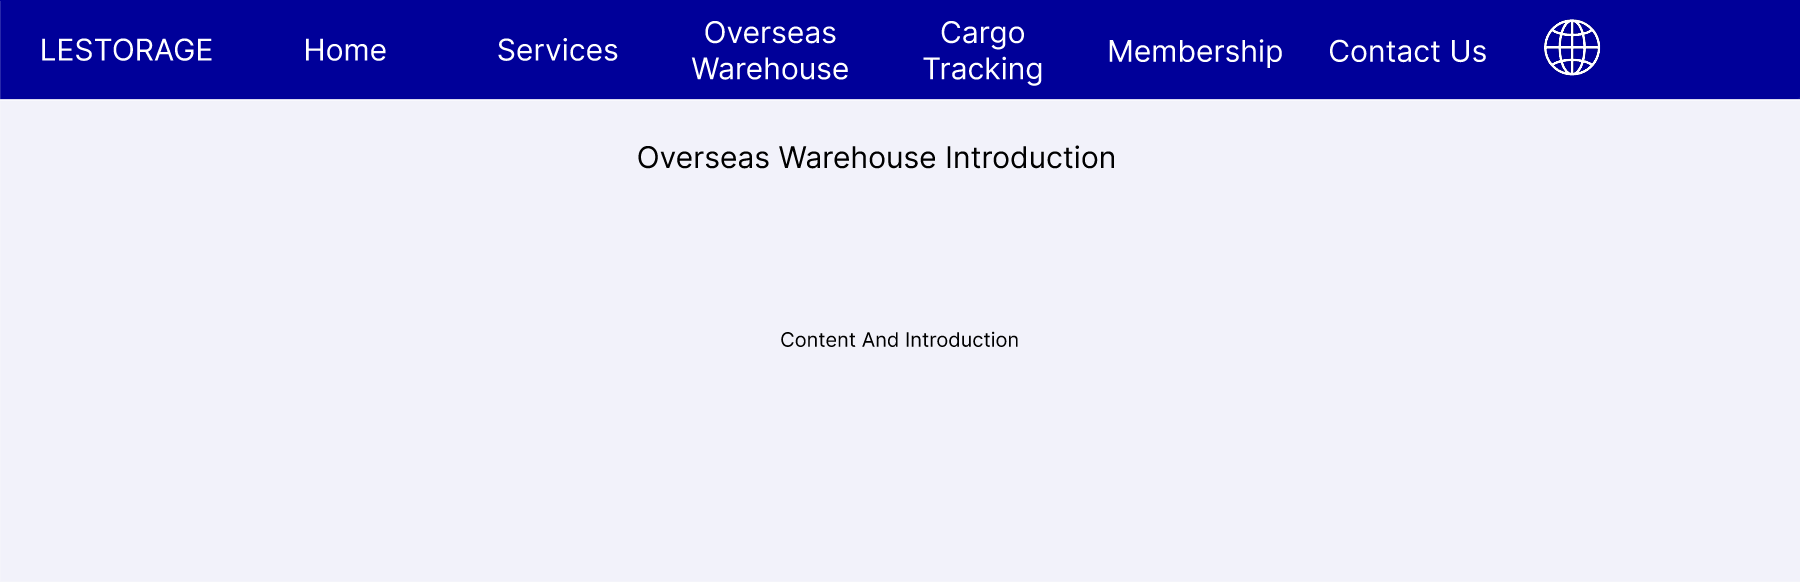 LESTORAGE
Home
Services
Overseas
Warehouse
Cargo
Tracking
Membership
Contact Us
Overseas Warehouse Introduction
Content And Introduction